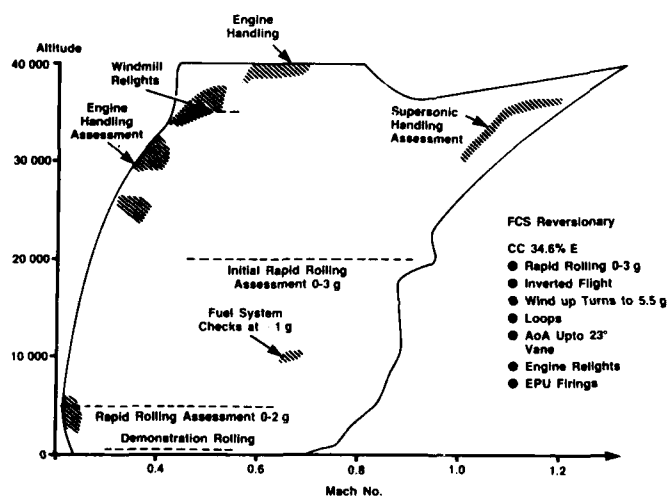 Engine
Handling
Altitude
40 000
Windmill
Relights
Engine
Handling
Assessment
Supersonic
Handling
Assessment
30 000
FCS Reversionary
CC 34.6% E
● Rapid Rolling 0-3 g
● Inverted Flight
● Wind up Turns to 5.5 g
● Loops
● AoA Upto 23°
Vane
● Engine Relights
● EPU Firings
20 000
Initial Rapid Rolling
Assessment 0-3 g
Fuel System
Checks at - 1 g
10 000
Rapid Rolling Assessment 0-2 g
Demonstration Rolling
0
0.4
0.6
0.8
1.0
1.2
Mach No.